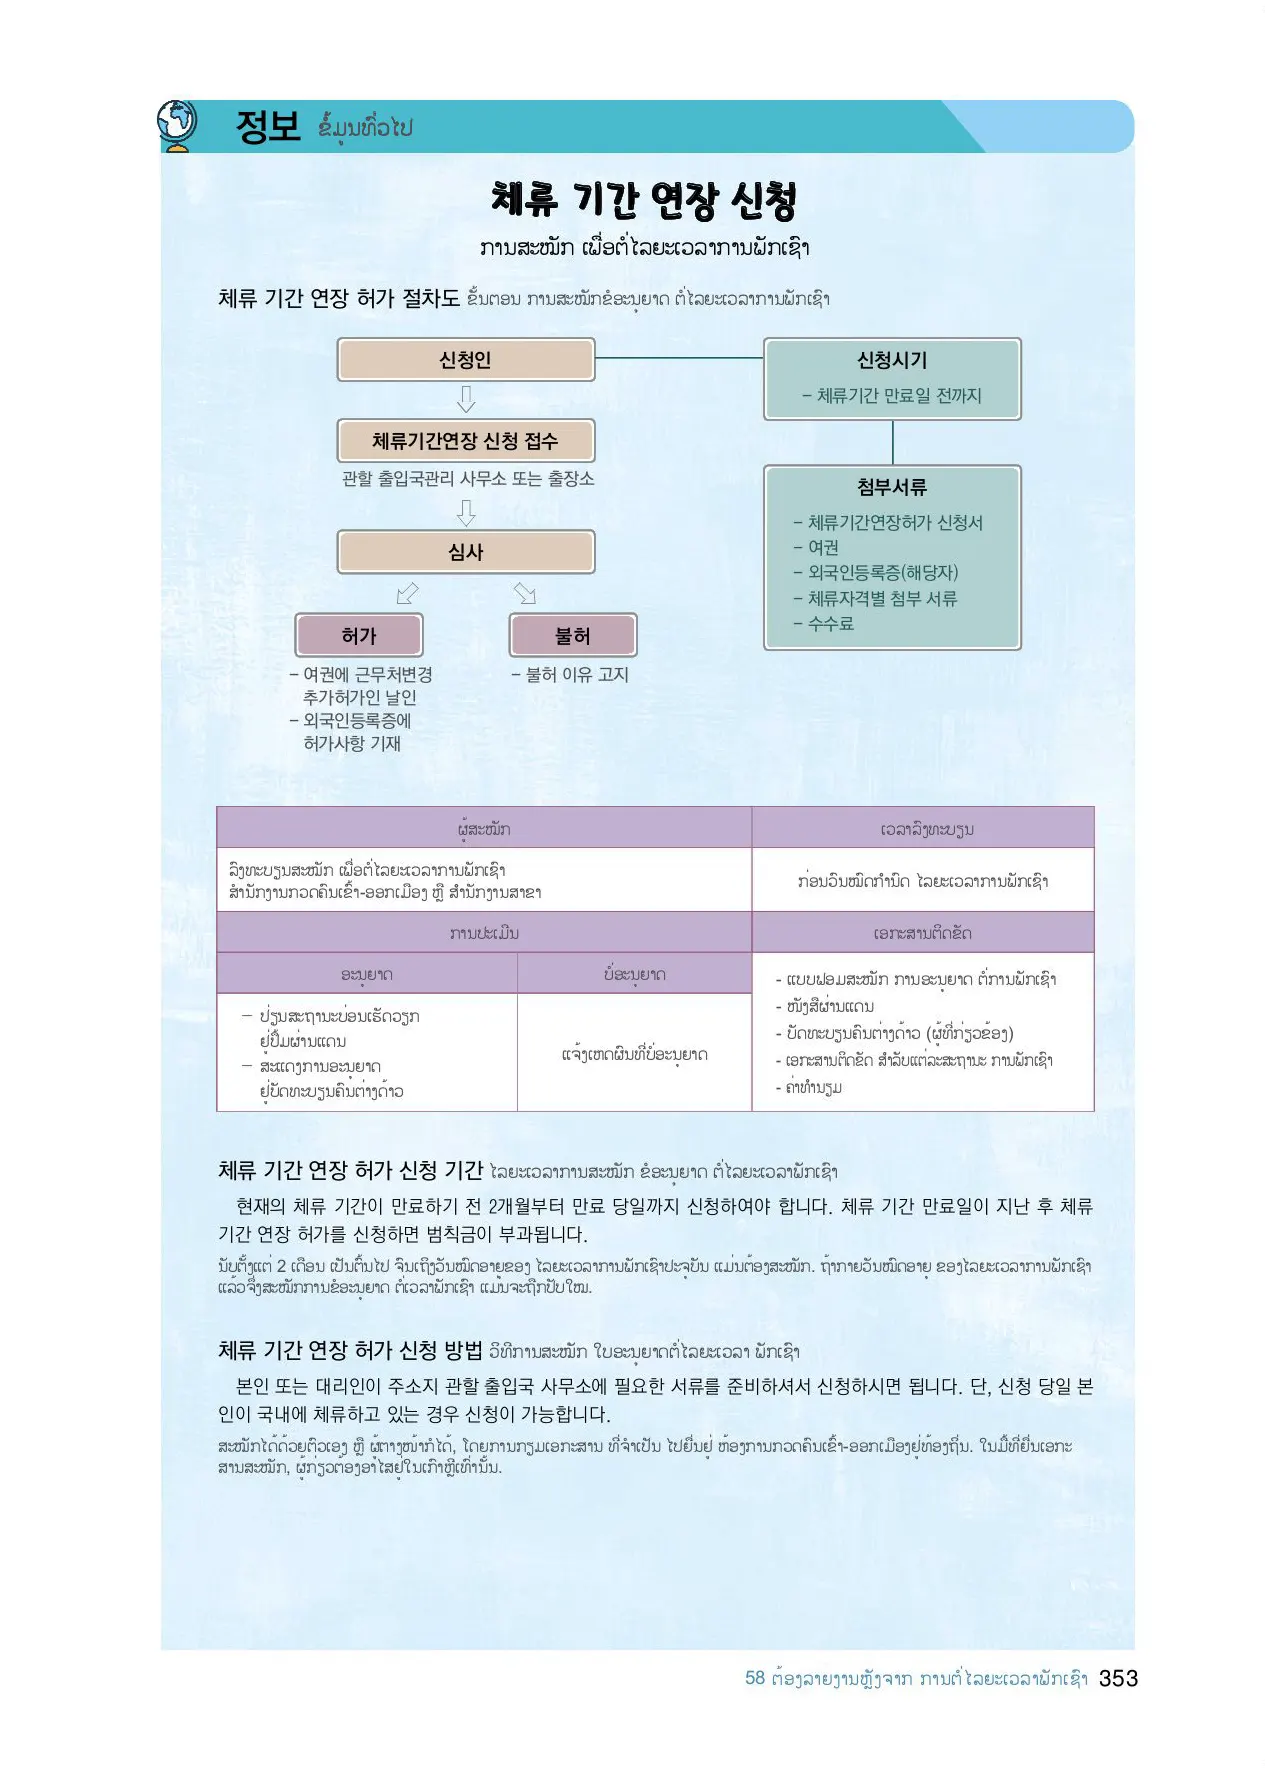 정보 ຂໍ້ມູນທົ່ວໄປ
체류 기간 연장 신청
ການສະໝັກ ເພື່ອຕໍ່ໄລຍະເວລາການພັກເຊົາ
체류 기간 연장 허가 절차도 ຂັ້ນຕອນ ການສະໝັກຂໍອະນຸຍາດ ຕໍ່ໄລຍະເວລາການພັກເຊົາ
신청인
체류기간연장 신청 접수
관할 출입국관리 사무소 또는 출장소
심사
허가
– 여권에 근무처변경
추가허가인 날인
– 외국인등록증에
허가사항 기재
불허
– 불허 이유 고지
신청시기
– 체류기간 만료일 전까지
첨부서류
– 체류기간연장허가 신청서
– 여권
– 외국인등록증(해당자)
– 체류자격별 첨부 서류
– 수수료
ຜູ້ສະໝັກ
ເວລາລົງທະບຽນ
ລົງທະບຽນສະໝັກ ເພື່ອຕໍ່ໄລຍະເວລາການພັກເຊົາ
ສຳນັກງານກວດຄົນເຂົ້າ-ອອກເມືອງ ຫຼື ສຳນັກງານສາຂາ
ກ່ອນວັນໝົດກຳນົດ ໄລຍະເວລາການພັກເຊົາ
ການປະເມີນ
ເອກະສານຕິດຂັດ
ອະນຸຍາດ
ບໍ່ອະນຸຍາດ
– ປ່ຽນສະຖານະບ່ອນເຮັດວຽກ
ຢູ່ປຶ້ມຜ່ານແດນ
– ສະແດງການອະນຸຍາດ
ຢູ່ບັດທະບຽນຄົນຕ່າງດ້າວ
ແຈ້ງເຫດຜົນທີ່ບໍ່ອະນຸຍາດ
- ແບບຟອມສະໝັກ ການອະນຸຍາດ ຕໍ່ການພັກເຊົາ
- ໜັງສືຜ່ານແດນ
- ບັດທະບຽນຄົນຕ່າງດ້າວ (ຜູ້ທີ່ກ່ຽວຂ້ອງ)
- ເອກະສານຕິດຂັດ ສຳລັບແຕ່ລະສະຖານະ ການພັກເຊົາ
- ຄ່າທຳນຽມ
체류 기간 연장 허가 신청 기간 ໄລຍະເວລາການສະໝັກ ຂໍອະນຸຍາດ ຕໍ່ໄລຍະເວລາພັກເຊົາ
현재의 체류 기간이 만료하기 전 2개월부터 만료 당일까지 신청하여야 합니다. 체류 기간 만료일이 지난 후 체류
기간 연장 허가를 신청하면 범칙금이 부과됩니다.
ນັບຕັ້ງແຕ່ 2 ເດືອນ ເປັນຕົ້ນໄປ ຈົນເຖິງວັນໝົດອາຍຸຂອງ ໄລຍະເວລາການພັກເຊົາປະຈຸບັນ ແມ່ນຕ້ອງສະໝັກ. ຖ້າກາຍວັນໝົດອາຍຸ ຂອງໄລຍະເວລາການພັກເຊົາ
ແລ້ວຈຶ່ງສະໝັກການຂໍອະນຸຍາດ ຕໍ່ເວລາພັກເຊົາ ແມ່ນຈະຖືກປັບໃໝ.
체류 기간 연장 허가 신청 방법 ວິທີການສະໝັກ ໃບອະນຸຍາດຕໍ່ໄລຍະເວລາ ພັກເຊົາ
본인 또는 대리인이 주소지 관할 출입국 사무소에 필요한 서류를 준비하셔서 신청하시면 됩니다. 단, 신청 당일 본
인이 국내에 체류하고 있는 경우 신청이 가능합니다.
ສະໝັກໄດ້ດ້ວຍຕົວເອງ ຫຼື ຜູ້ຕາງໜ້າກໍໄດ້, ໂດຍການກຽມເອກະສານ ທີ່ຈຳເປັນ ໄປຍື່ນຢູ່ ຫ້ອງການກວດຄົນເຂົ້າ-ອອກເມືອງຢູ່ທ້ອງຖິ່ນ. ໃນມື້ທີ່ຍື່ນເອກະ
ສານສະໝັກ, ຜູ້ກ່ຽວຕ້ອງອາໄສຢູ່ໃນເກົາຫຼີເທົ່ານັ້ນ.
58 ຕ້ອງລາຍງານຫຼັງຈາກ ການຕໍ່ໄລຍະເວລາພັກເຊົາ 353